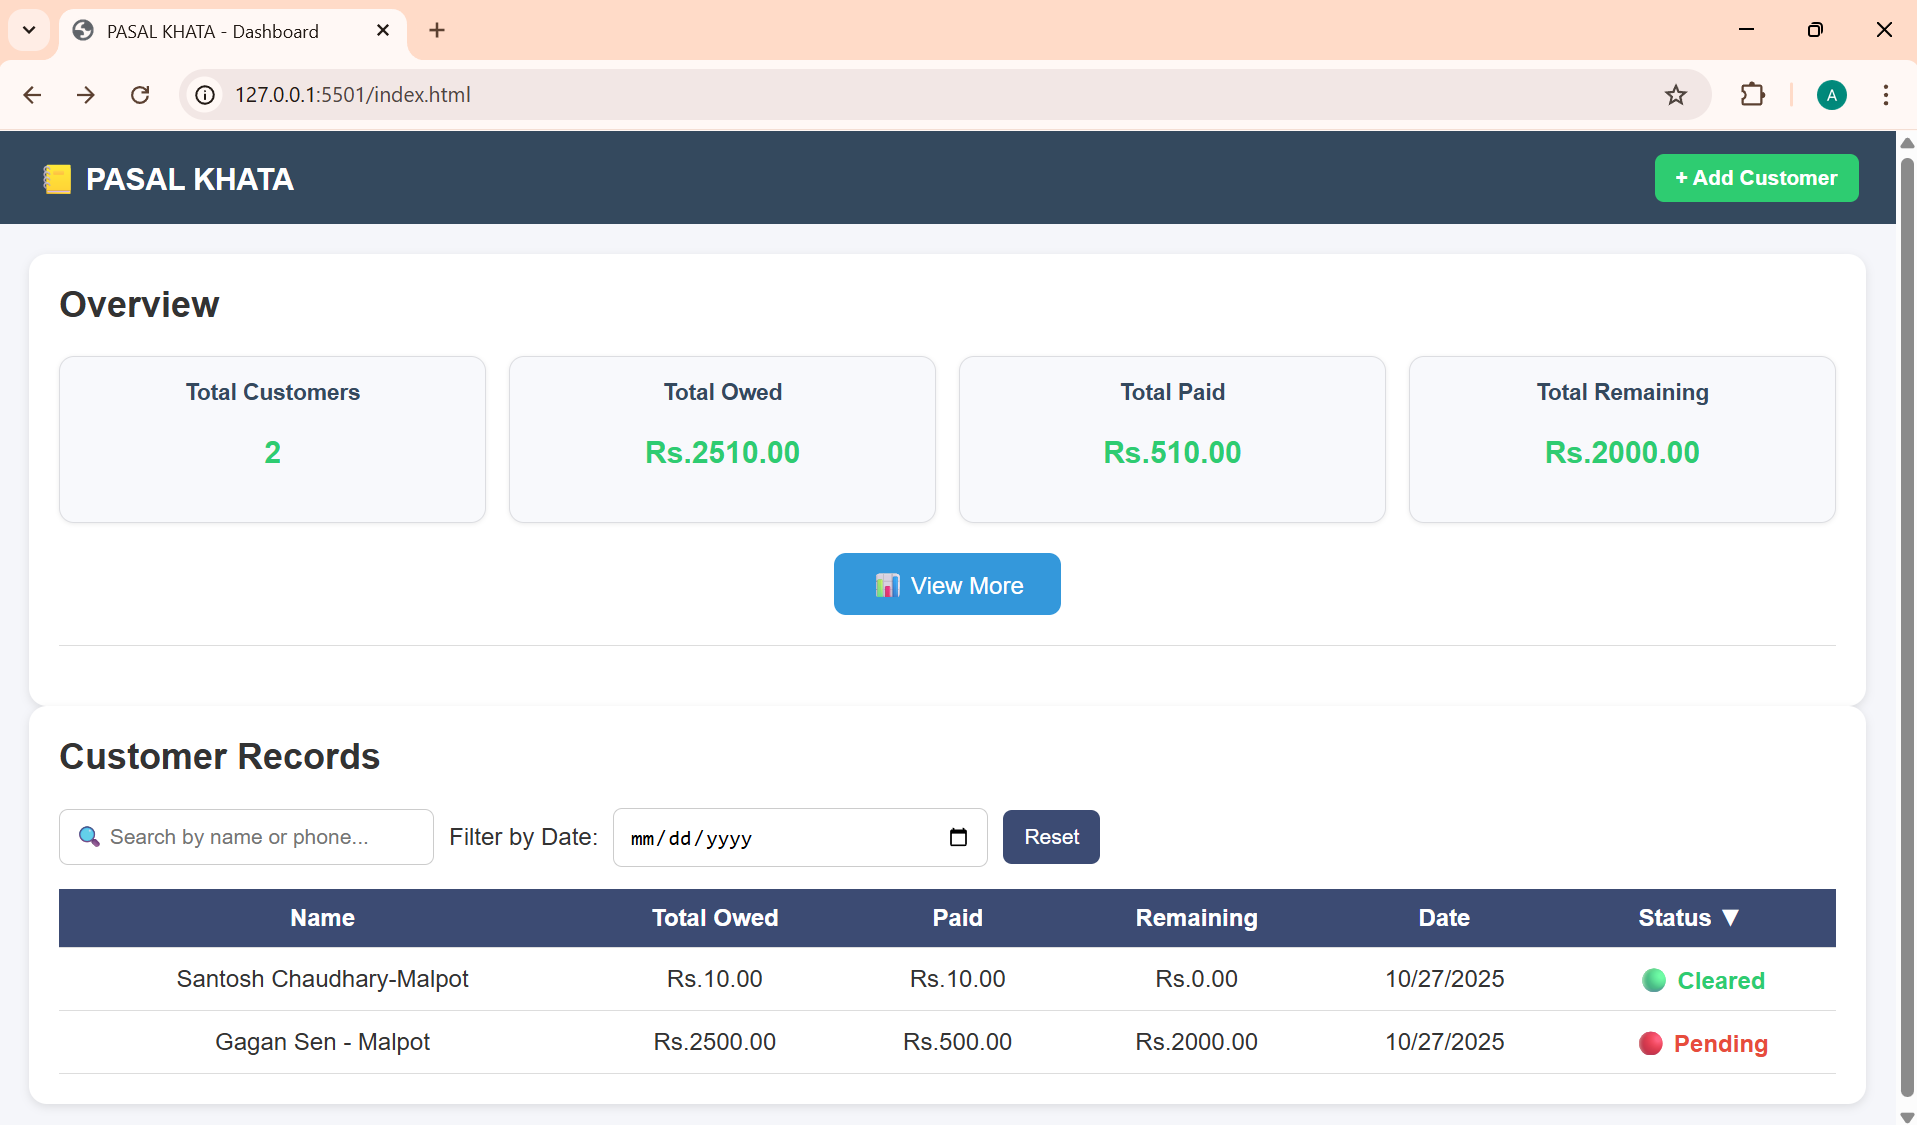 PASAL KHATA - Dashboard
127.0.0.1:5501/index.html
A
PASAL KHATA
+ Add Customer
Overview
Total Customers
2
Total Owed
Rs.2510.00
Total Paid
Rs.510.00
Total Remaining
Rs.2000.00
View More
Customer Records
Search by name or phone...
Filter by Date:
mm/dd/yyyy
Reset
Name Total Owed Paid Remaining Date Status ▼
Santosh Chaudhary-Malpot Rs.10.00 Rs.10.00 Rs.0.00 10/27/2025 Cleared
Gagan Sen - Malpot Rs.2500.00 Rs.500.00 Rs.2000.00 10/27/2025 Pending